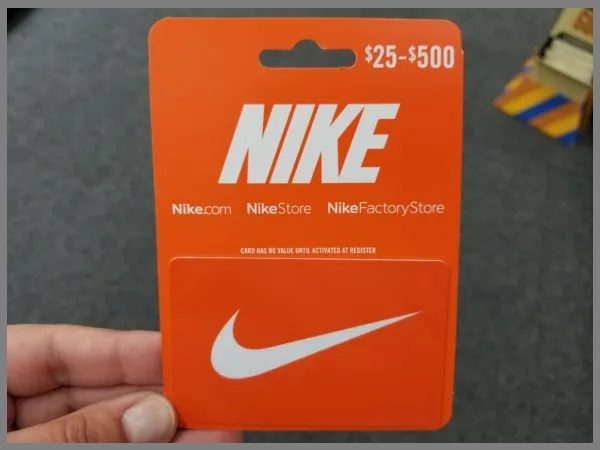 $25-$500
NIKE
Nike.com NikeStore NikeFactoryStore
CARD HAS NO VALUE UNTIL ACTIVATED AT REGISTER